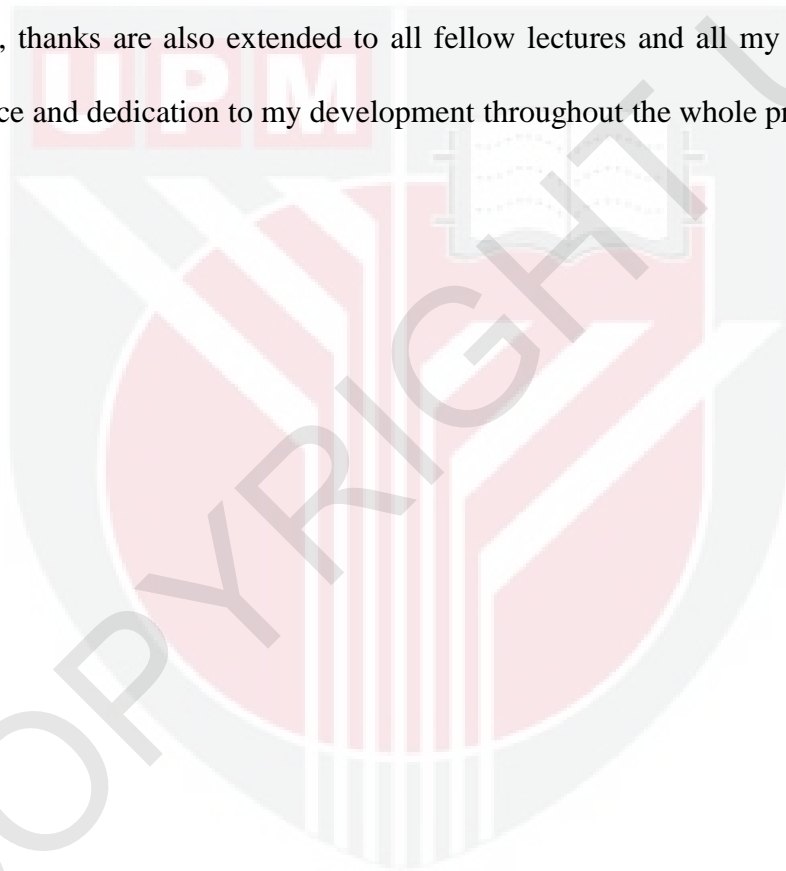 , thanks are also extended to all fellow lectures and all my
ce and dedication to my development throughout the whole pr
UPM
OPYRIGHT U